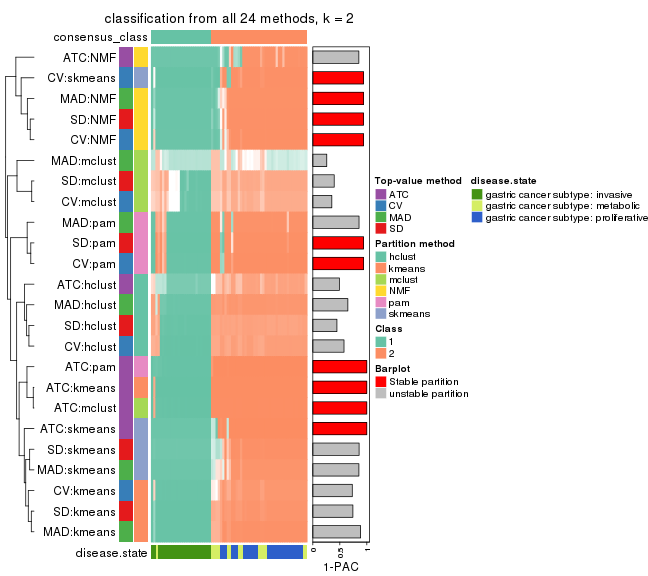 classification from all 24 methods, k = 2
consensus_class
ATC:NMF
CV:skmeans
MAD:NMF
SD:NMF
CV:NMF
MAD:mclust
SD:mclust
CV:mclust
MAD:pam
SD:pam
CV:pam
ATC:hclust
MAD:hclust
SD:hclust
CV:hclust
ATC:pam
ATC:kmeans
ATC:mclust
ATC:skmeans
SD:skmeans
MAD:skmeans
CV:kmeans
SD:kmeans
MAD:kmeans
disease.state
0
0.5
1
1-PAC
Top-value method
ATC
CV
MAD
SD
Partition method
hclust
kmeans
mclust
NMF
pam
skmeans
Class
1
2
Barplot
Stable partition
unstable partition
disease.state
gastric cancer subtype: invasive
gastric cancer subtype: metabolic
gastric cancer subtype: proliferative